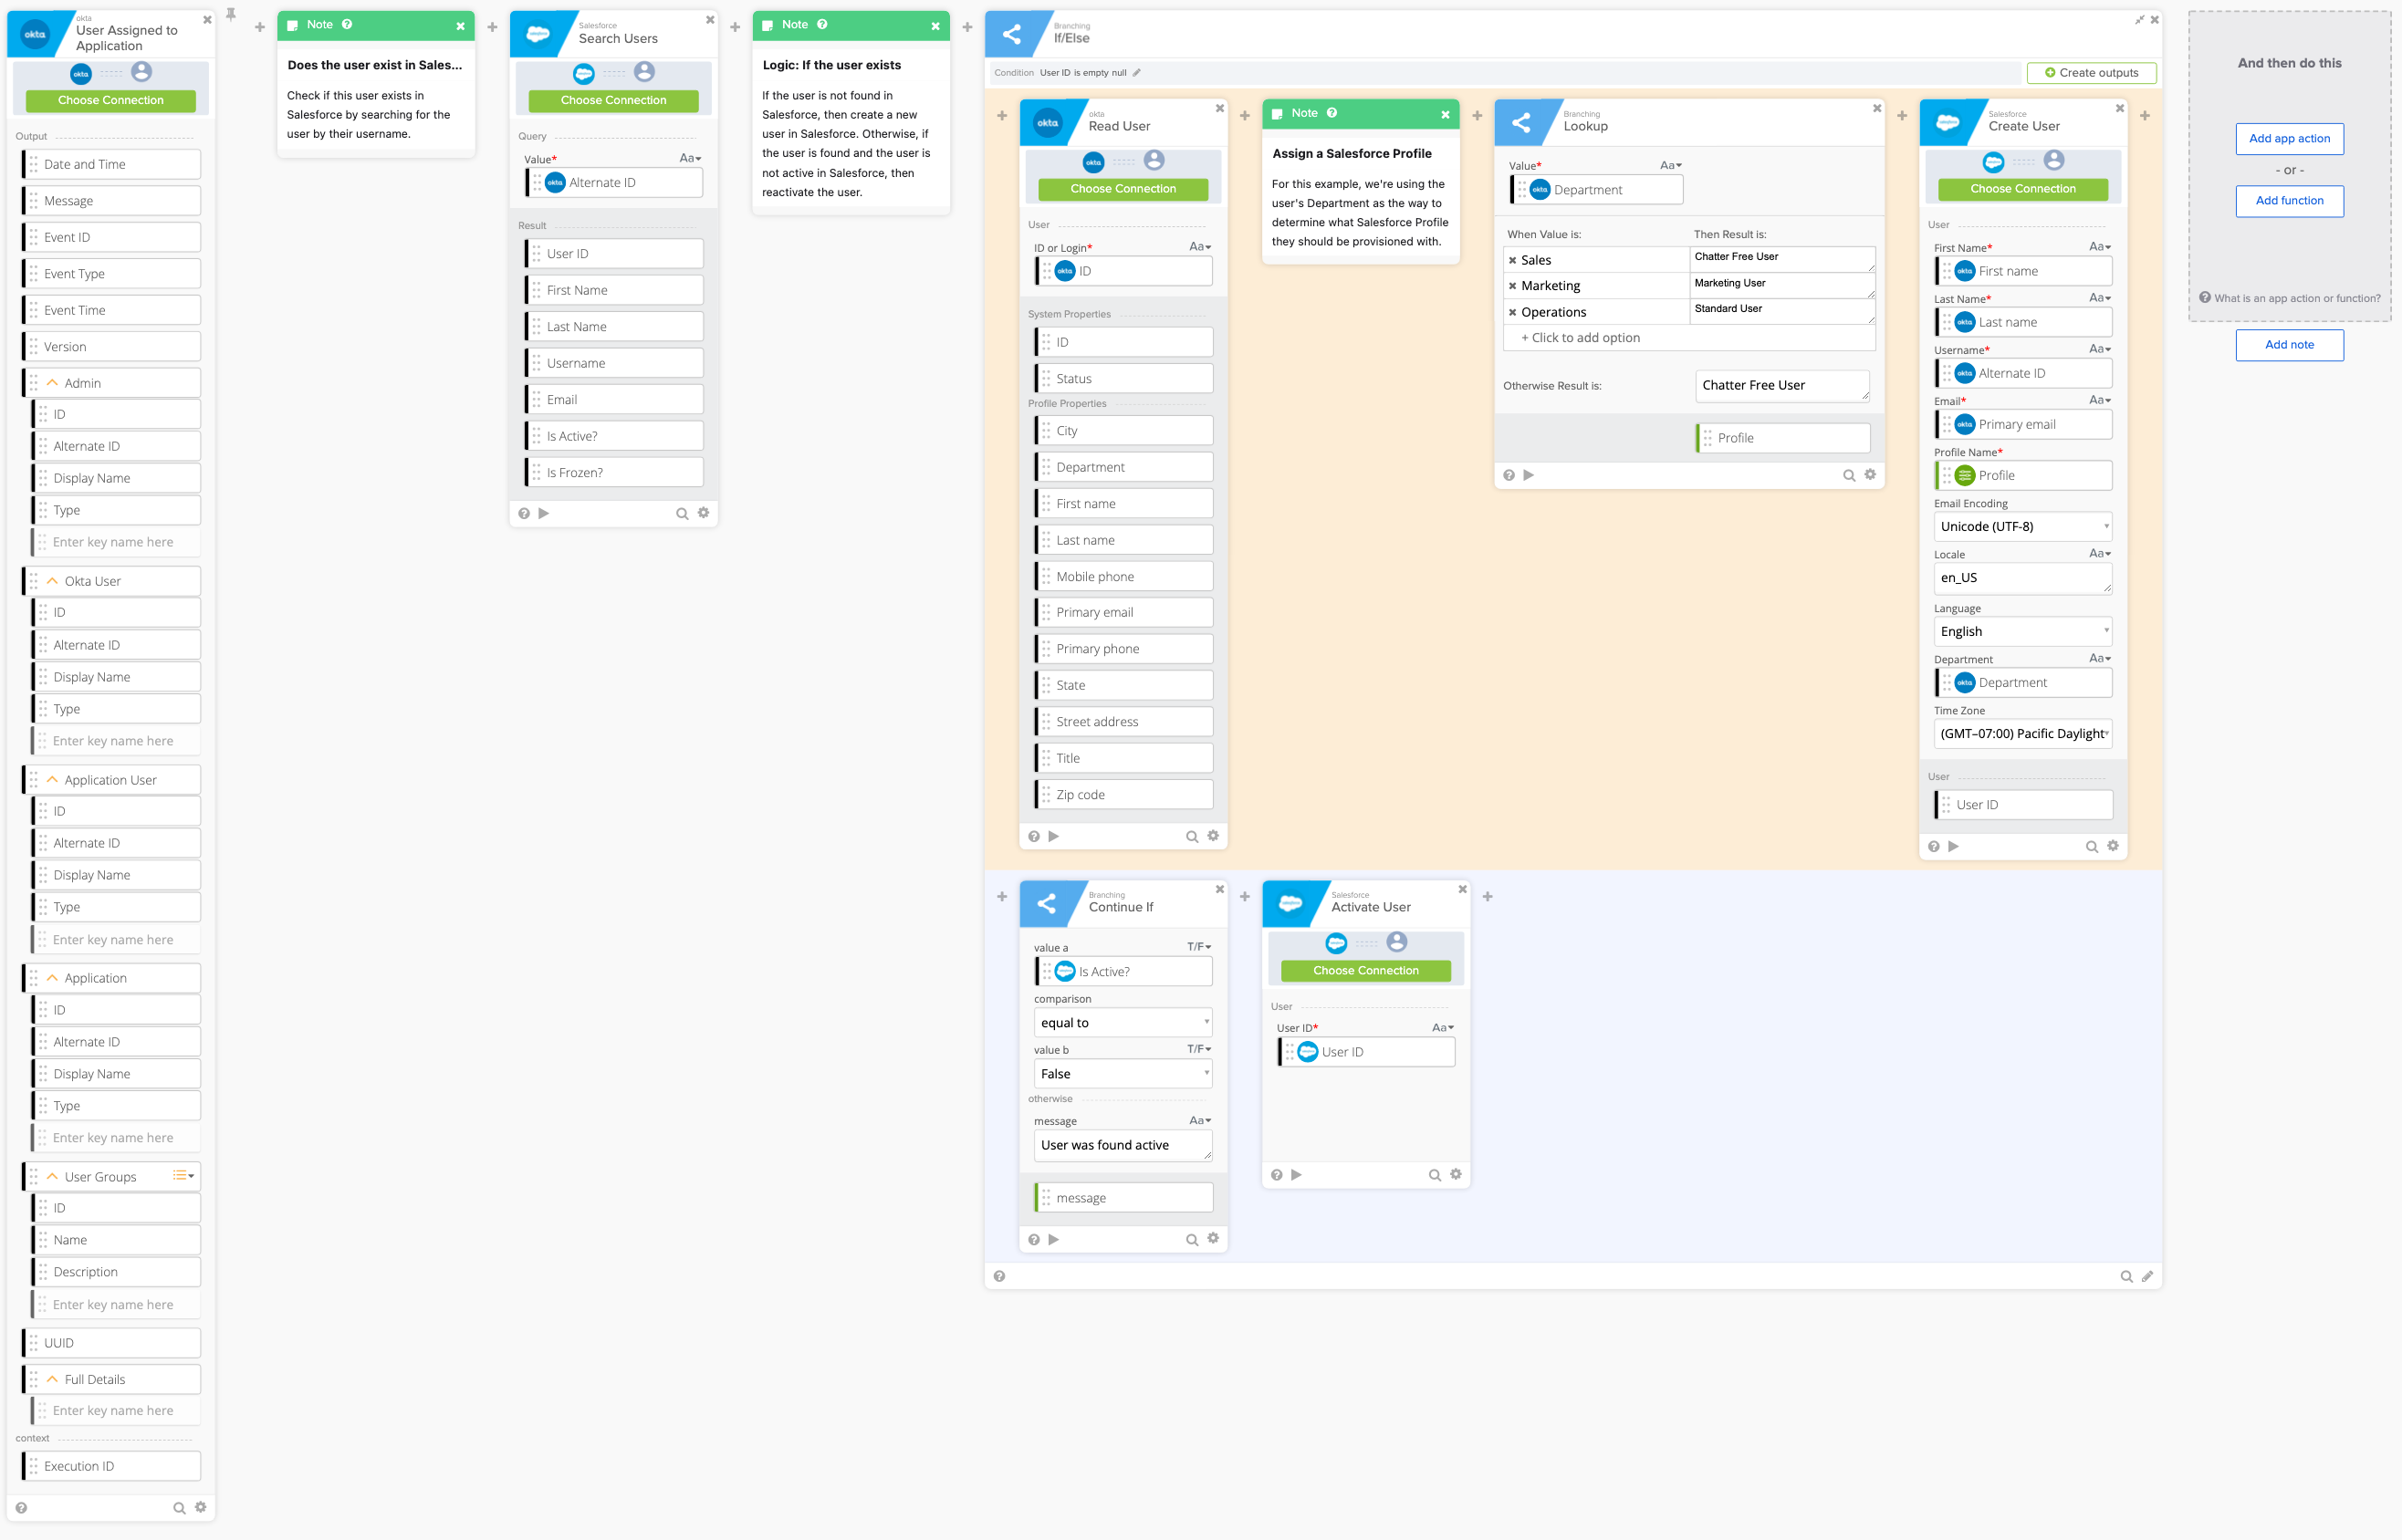 okta
User Assigned to
Application
okta
Choose Connection
Output
Date and Time
Message
Event ID
Event Type
Event Time
Version
Admin
ID
Alternate ID
Display Name
Type
Enter key name here
Okta User
ID
Alternate ID
Display Name
Type
Enter key name here
Application User
ID
Alternate ID
Display Name
Type
Enter key name here
Application
ID
Alternate ID
Display Name
Type
Enter key name here
User Groups
ID
Name
Description
Enter key name here
UUID
Full Details
Enter key name here
context
Execution ID
Note
Does the user exist in Sales...
Check if this user exists in
Salesforce by searching for the
user by their username.
Salesforce
Search Users
Choose Connection
Query
Value* Aa
okta Alternate ID
Result
User ID
First Name
Last Name
Username
Email
Is Active?
Is Frozen?
Note
Logic: If the user exists
If the user is not found in
Salesforce, then create a new
user in Salesforce. Otherwise, if
the user is found and the user is
not active in Salesforce, then
reactivate the user.
Branching
If/Else
Condition User ID is empty null
Create outputs
okta
Read User
okta
Choose Connection
User
ID or Login* Aa
okta ID
System Properties
ID
Status
Profile Properties
City
Department
First name
Last name
Mobile phone
Primary email
Primary phone
State
Street address
Title
Zip code
Note
Assign a Salesforce Profile
For this example, we're using the
user's Department as the way to
determine what Salesforce Profile
they should be provisioned with.
Branching
Lookup
Value* Aa
okta Department
When Value is: Then Result is:
Sales Chatter Free User
Marketing Marketing User
Operations Standard User
+ Click to add option
Otherwise Result is: Chatter Free User
Profile
Salesforce
Create User
Choose Connection
User
First Name* Aa
okta First name
Last Name* Aa
okta Last name
Username* Aa
okta Alternate ID
Email* Aa
okta Primary email
Profile Name* Aa
Profile
Email Encoding
Unicode (UTF-8)
Locale Aa
en_US
Language
English
Department Aa
okta Department
Time Zone
(GMT–07:00) Pacific Daylight
User
User ID
Branching
Continue If
value a T/F
Is Active?
comparison
equal to
value b T/F
False
otherwise
message Aa
User was found active
message
Salesforce
Activate User
Choose Connection
User
User ID* Aa
User ID
And then do this
Add app action
- or -
Add function
What is an app action or function?
Add note